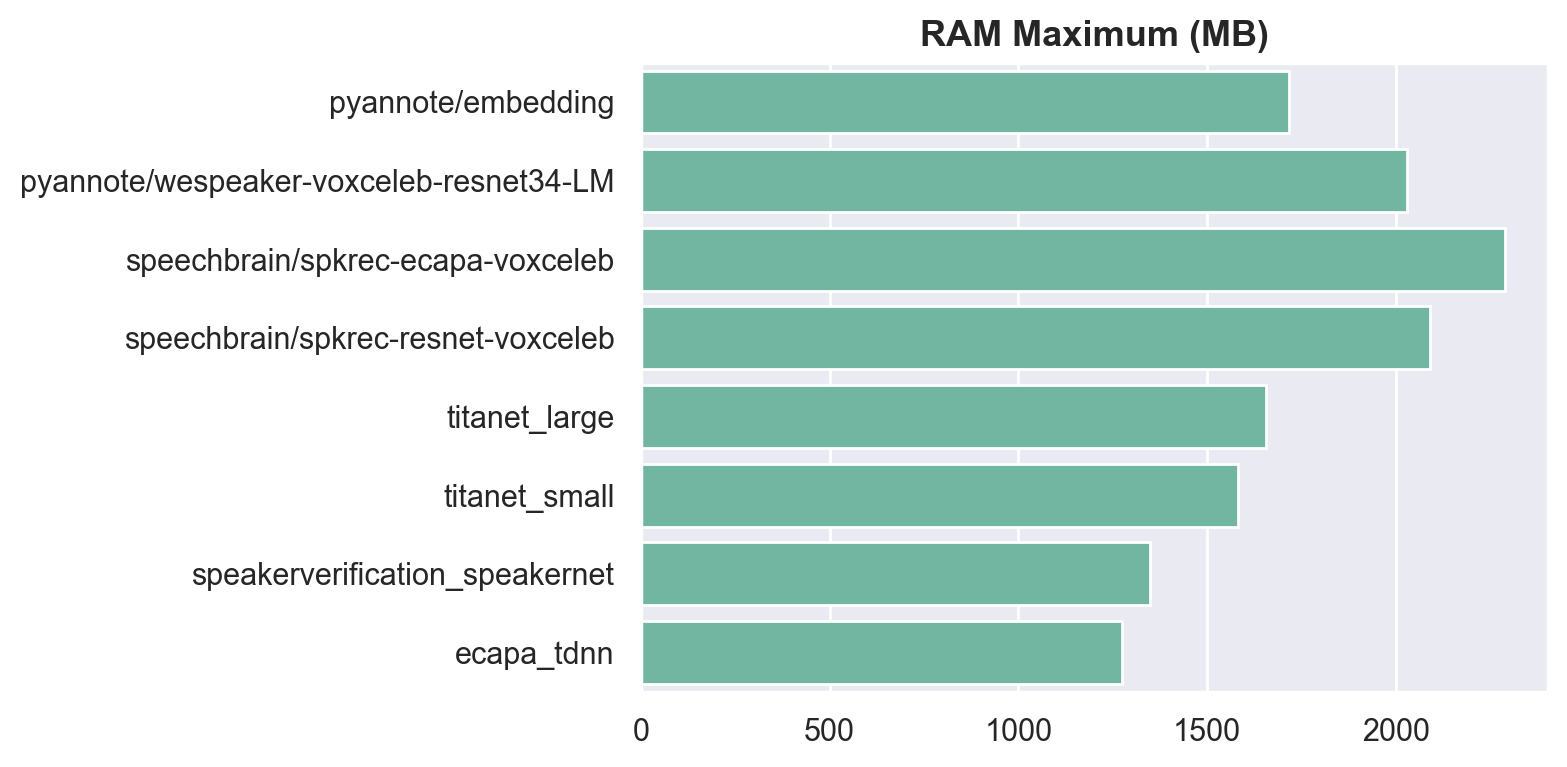 RAM Maximum (MB)
pyannote/embedding
pyannote/wespeaker-voxceleb-resnet34-LM
speechbrain/spkrec-ecapa-voxceleb
speechbrain/spkrec-resnet-voxceleb
titanet_large
titanet_small
speakerverification_speakernet
ecapa_tdnn
0 500 1000 1500 2000